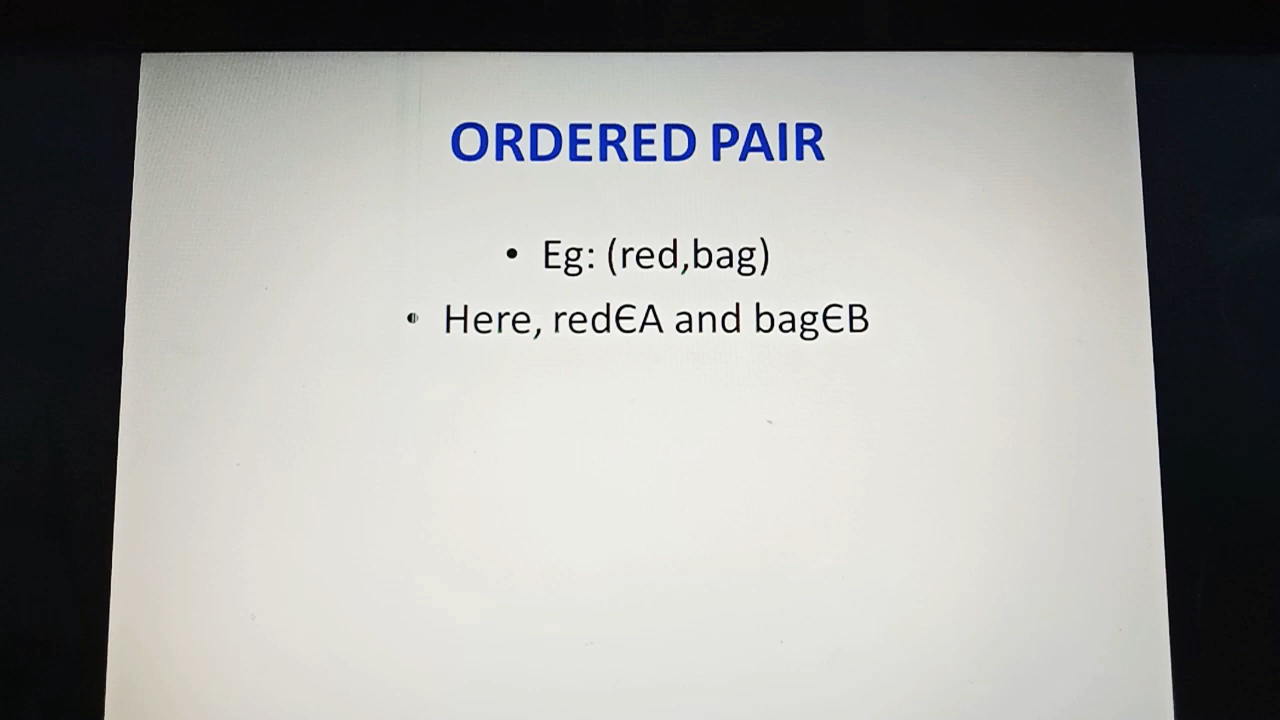 ORDERED PAIR
• Eg: (red,bag)
• Here, redЄA and bagЄB